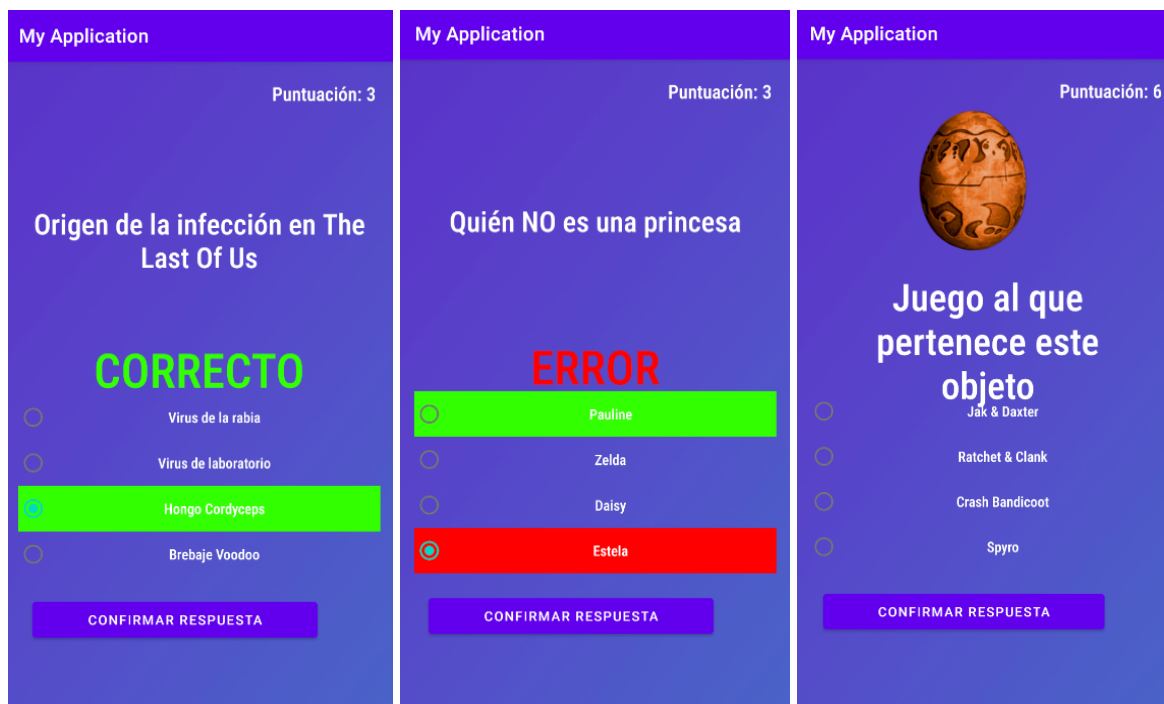 My Application
Puntuación: 3
Origen de la infección en The
Last Of Us
CORRECTO
Virus de la rabia
Virus de laboratorio
Hongo Cordyceps
Brebaje Voodoo
CONFIRMAR RESPUESTA
My Application
Puntuación: 3
Quién NO es una princesa
ERROR
Pauline
Zelda
Daisy
Estela
CONFIRMAR RESPUESTA
My Application
Puntuación: 6
Juego al que
pertenece este
objeto
Jak & Daxter
Ratchet & Clank
Crash Bandicoot
Spyro
CONFIRMAR RESPUESTA